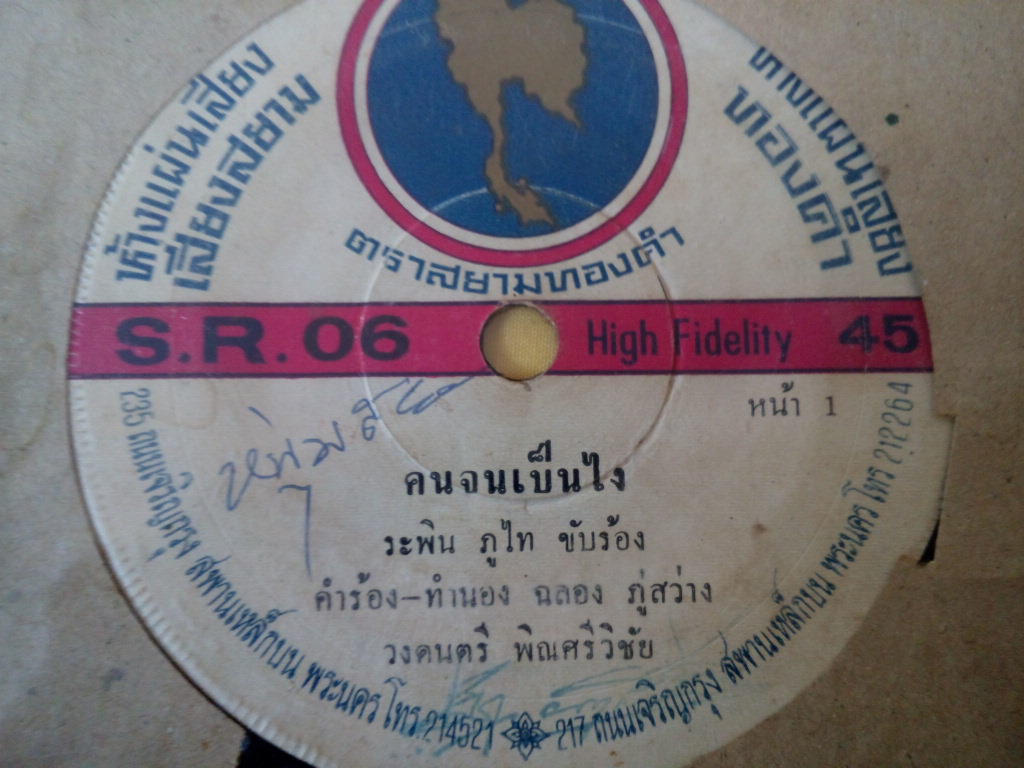 ห้างแผ่นเสียง
เสียงสยาม
ห้างแผ่นเสียง
ทองคำ
ตราสยามทองคำ
S.R. 06
High Fidelity 45
หน้า 1
คนจนเป็นไง
ระพิน ภูไท ขับร้อง
คำร้อง-ทำนอง ฉลอง ภู่สว่าง
วงดนตรี พิณศรีวิชัย
235 ถนนเจริญกรุง สพานเหล็กบน พระนคร โทร 214521
217 ถนนเจริญกรุง สพานเหล็กบน พระนคร โทร 212264